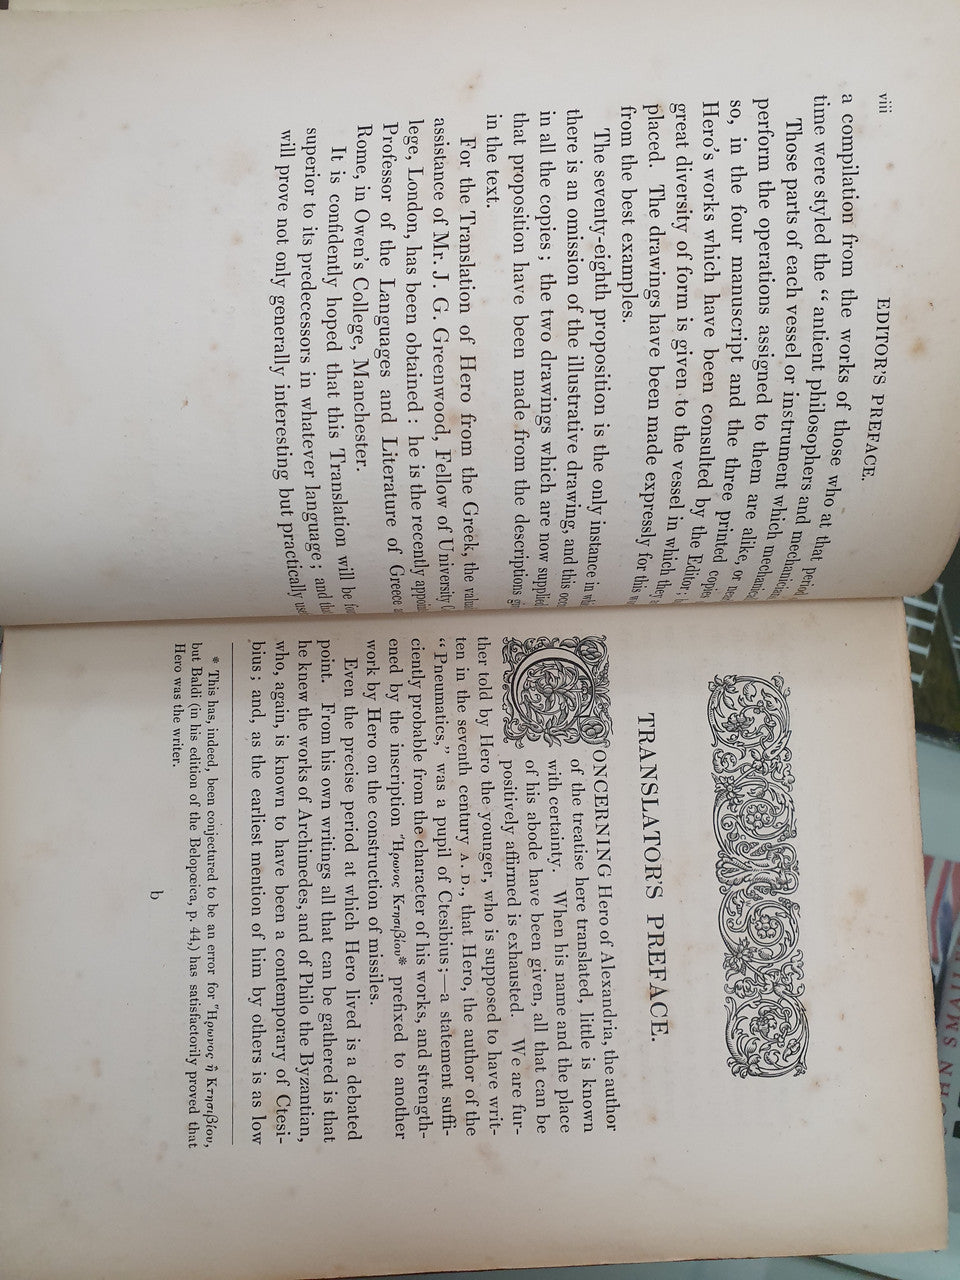 viii
EDITOR'S PREFACE.
a compilation from the works of those who at that
time were styled the “antient philosophers and
Those parts of each vessel or instrument which
perform the operations assigned to them are alike, or
so, in the four manuscript and the three printed
Hero's works which have been consulted by the Editor;
great diversity of form is given to the vessel in which
placed. The drawings have been made expressly for this
from the best examples.
The seventy-eighth proposition is the only instance in
there is an omission of the illustrative drawing, and this
in all the copies; the two drawings which are now
that proposition have been made from the descriptions
in the text.
For the Translation of Hero from the Greek, the
assistance of Mr. J. G. Greenwood, Fellow of University
lege, London, has been obtained: he is the recently
Professor of the Languages and Literature of Greece
Rome, in Owen's College, Manchester.
It is confidently hoped that this Translation will be
superior to its predecessors in whatever language; and
will prove not only generally interesting but practically
TRANSLATOR'S PREFACE.
CONCERNING Hero of Alexandria, the author
of the treatise here translated, little is known
with certainty. When his name and the place
of his abode have been given, all that can be
positively affirmed is exhausted. We are fur-
ther told by Hero the younger, who is supposed to have writ-
ten in the seventh century A. D., that Hero, the author of the
“Pneumatics,” was a pupil of Ctesibius;—a statement suffi-
ciently probable from the character of his works, and strength-
ened by the inscription Ἥρωνος Κτησιβίου* prefixed to another
work by Hero on the construction of missiles.
Even the precise period at which Hero lived is a debated
point. From his own writings all that can be gathered is that
he knew the works of Archimedes, and of Philo the Byzantian,
who, again, is known to have been a contemporary of Ctesi-
bius; and, as the earliest mention of him by others is as low
* This has, indeed, been conjectured to be an error for Ἥρωνος ἢ Κτησιβίου,
but Baldi (in his edition of the Belopœica, p. 44,) has satisfactorily proved that
Hero was the writer.
b